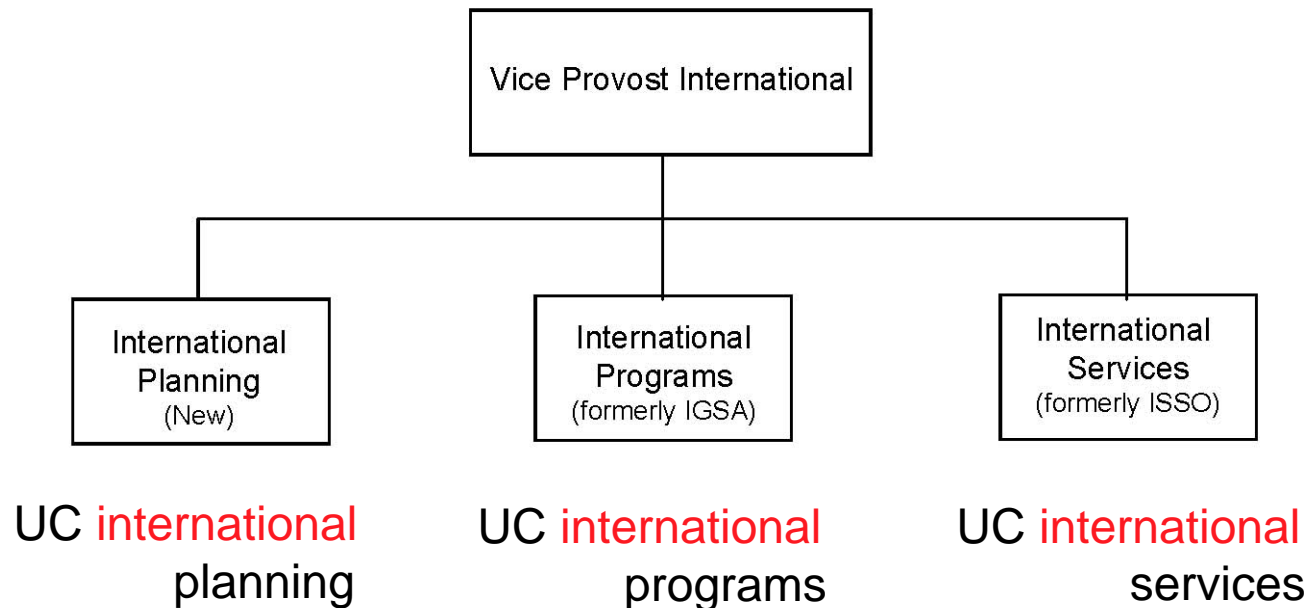 Vice Provost International
International
Planning
(New)
International
Programs
(formerly IGSA)
International
Services
(formerly ISSO)
UC international
planning
UC international
programs
UC international
services